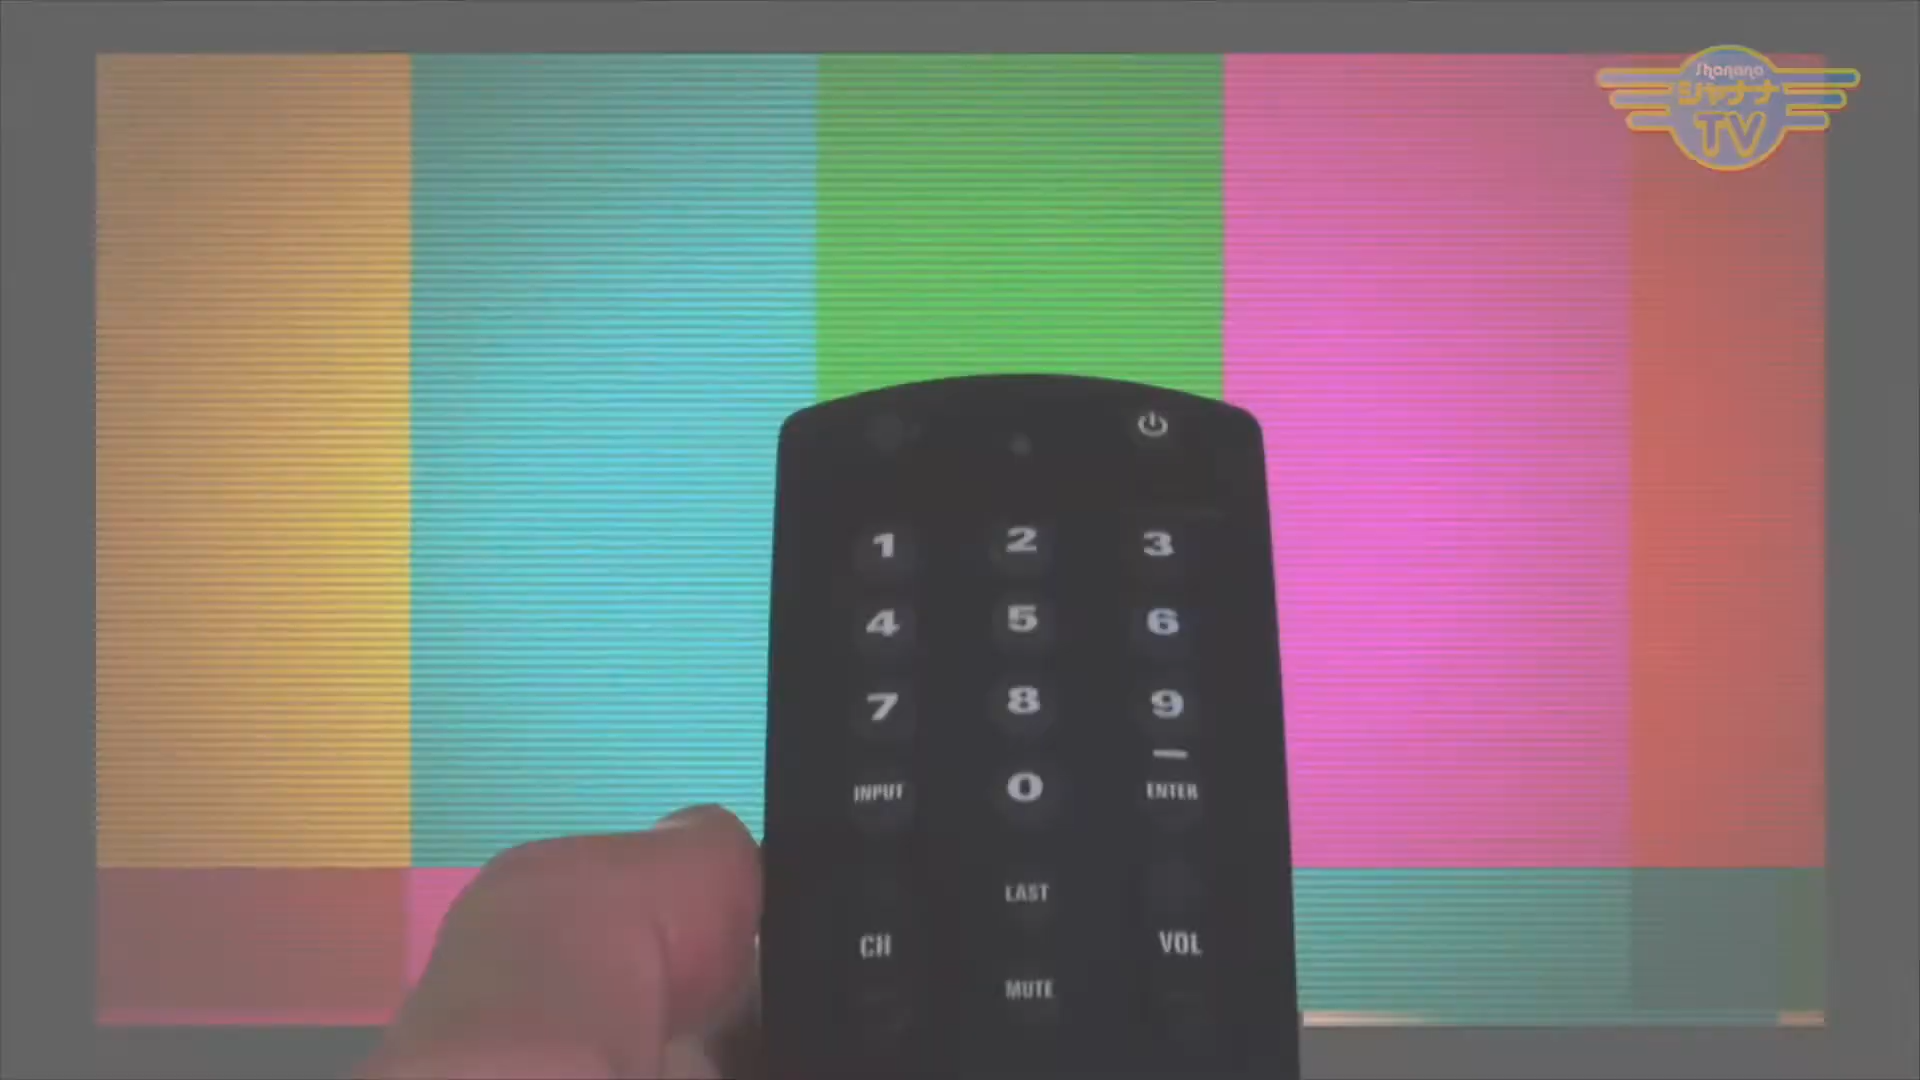 Shanana
シャナナ
TV
1 2 3
4 5 6
7 8 9
INPUT 0 ENTER
LAST
CH VOL
MUTE